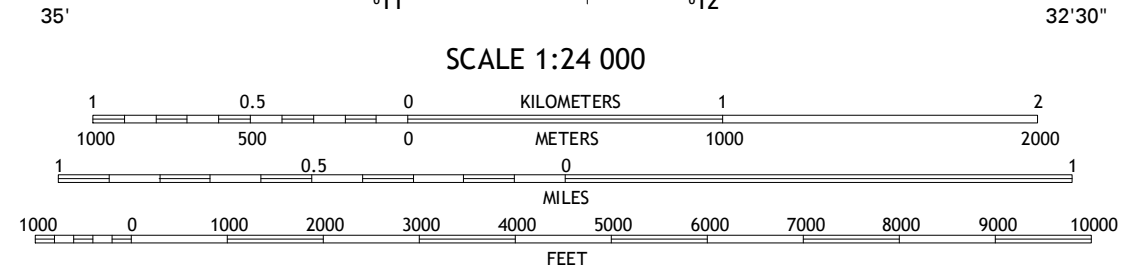 ⁶11 ⁶12
35' 32'30"
SCALE 1:24 000
1 0.5 0 KILOMETERS 1 2
1000 500 0 METERS 1000 2000
1 0.5 0 1
MILES
1000 0 1000 2000 3000 4000 5000 6000 7000 8000 9000 10000
FEET